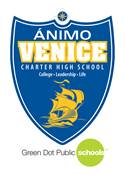 ÁNIMO
VENICE
CHARTER HIGH SCHOOL
College • Leadership • Life
Green Dot Public schools